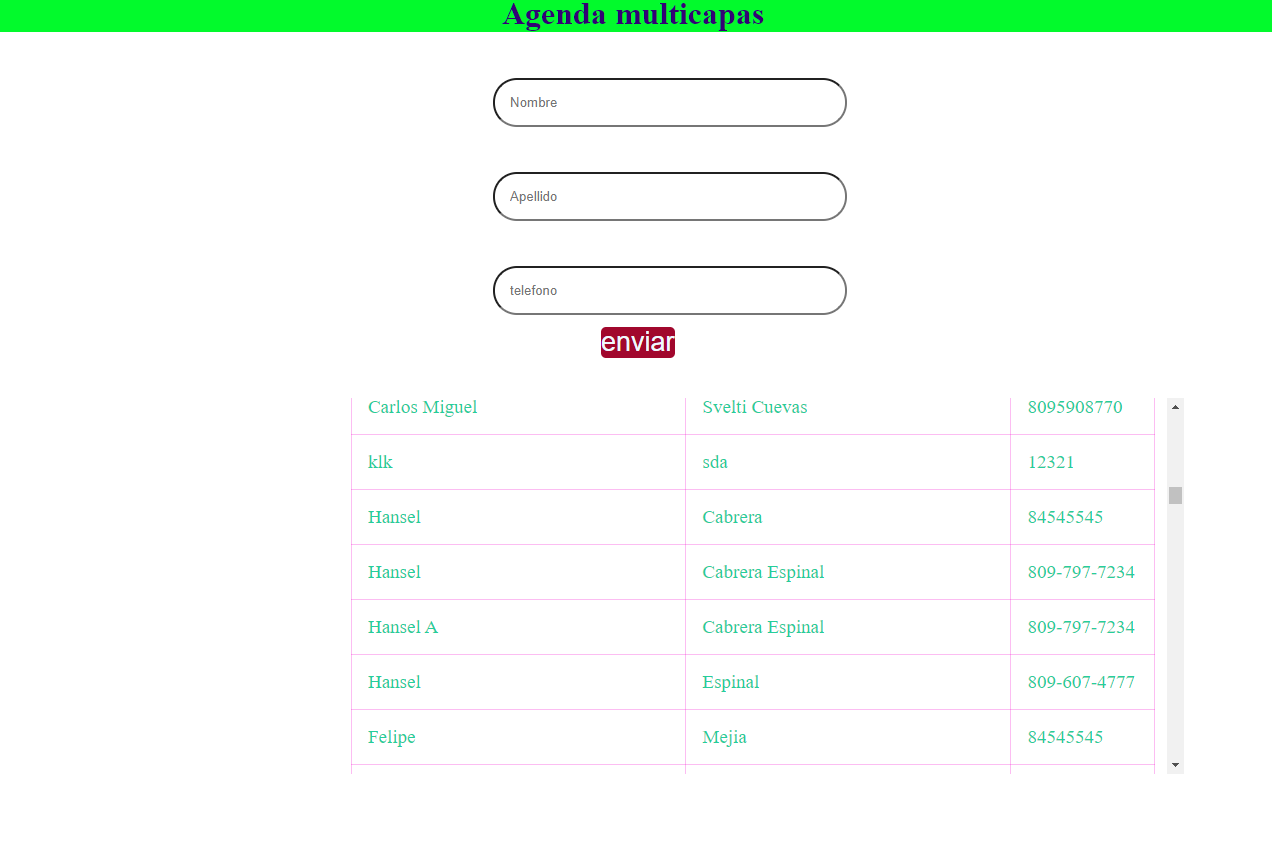 Agenda multicapas
Nombre
Apellido
telefono
enviar
Carlos Miguel Svelti Cuevas 8095908770
klk sda 12321
Hansel Cabrera 84545545
Hansel Cabrera Espinal 809-797-7234
Hansel A Cabrera Espinal 809-797-7234
Hansel Espinal 809-607-4777
Felipe Mejia 84545545